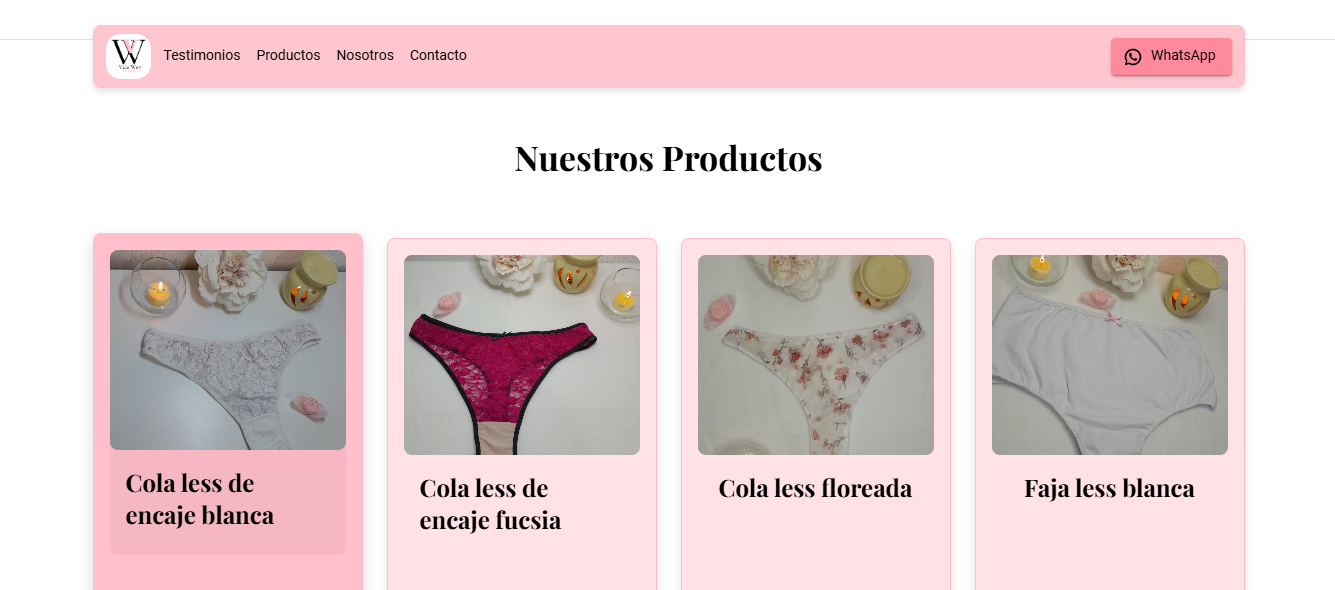 W
Testimonios Productos Nosotros Contacto
WhatsApp
Nuestros Productos
Cola less de
encaje blanca
Cola less de
encaje fucsia
Cola less floreada
Faja less blanca